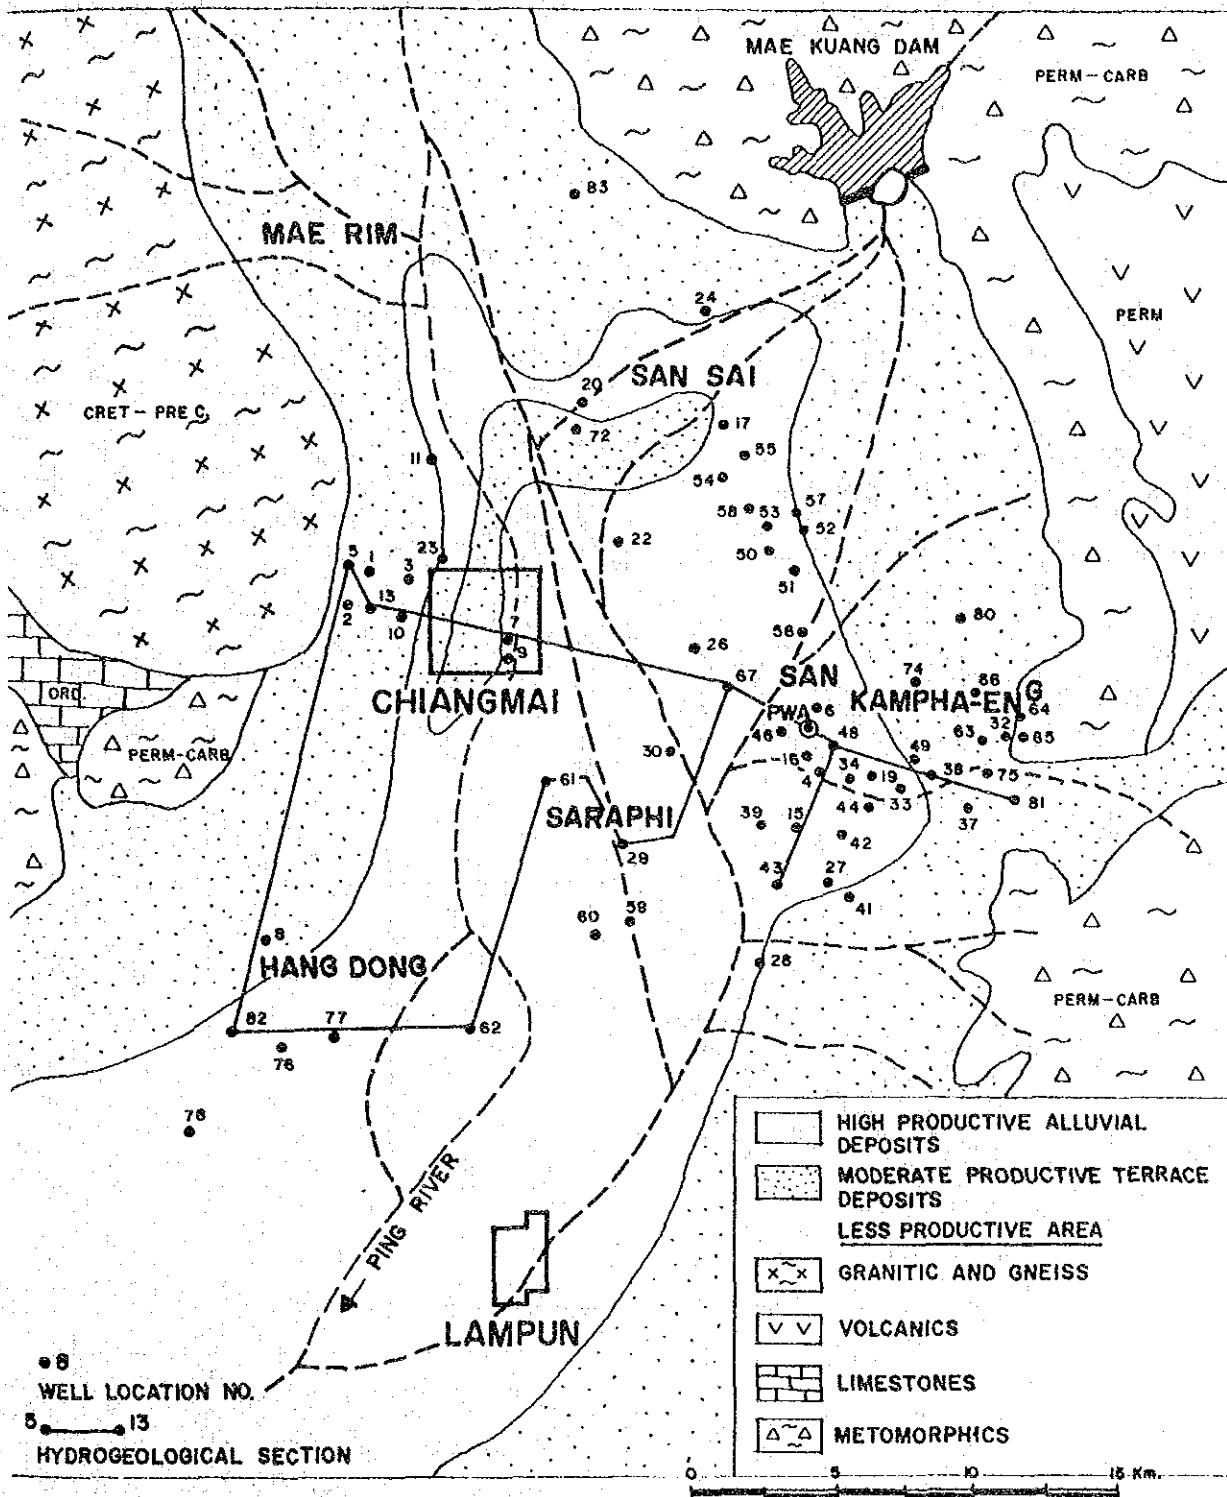 MAE KUANG DAM
PERM-CARB
83
MAE RIM
24
PERM
20
SAN SAI
CRET-PRE C.
72
17
11
55
54
58
53
57
52
22
50
5
1
3
23
51
2
13
10
7
56
80
9
26
74
86
ORD.
CHIANGMAI
67
SAN
KAMPHA-ENG
64
PWA
6
PERM-CARB
46
48
63
32
65
30
16
49
61
4
34
19
38
75
33
81
SARAPHI
39
15
44
37
29
42
43
27
41
60
58
8
HANG DONG
28
PERM-CARB
82
77
62
76
78
PING RIVER
LAMPUN
8
WELL LOCATION NO.
5 13
HYDROGEOLOGICAL SECTION
HIGH PRODUCTIVE ALLUVIAL
DEPOSITS
MODERATE PRODUCTIVE TERRACE
DEPOSITS
LESS PRODUCTIVE AREA
GRANITIC AND GNEISS
VOLCANICS
LIMESTONES
METOMORPHICS
0 5 10 15 Km.